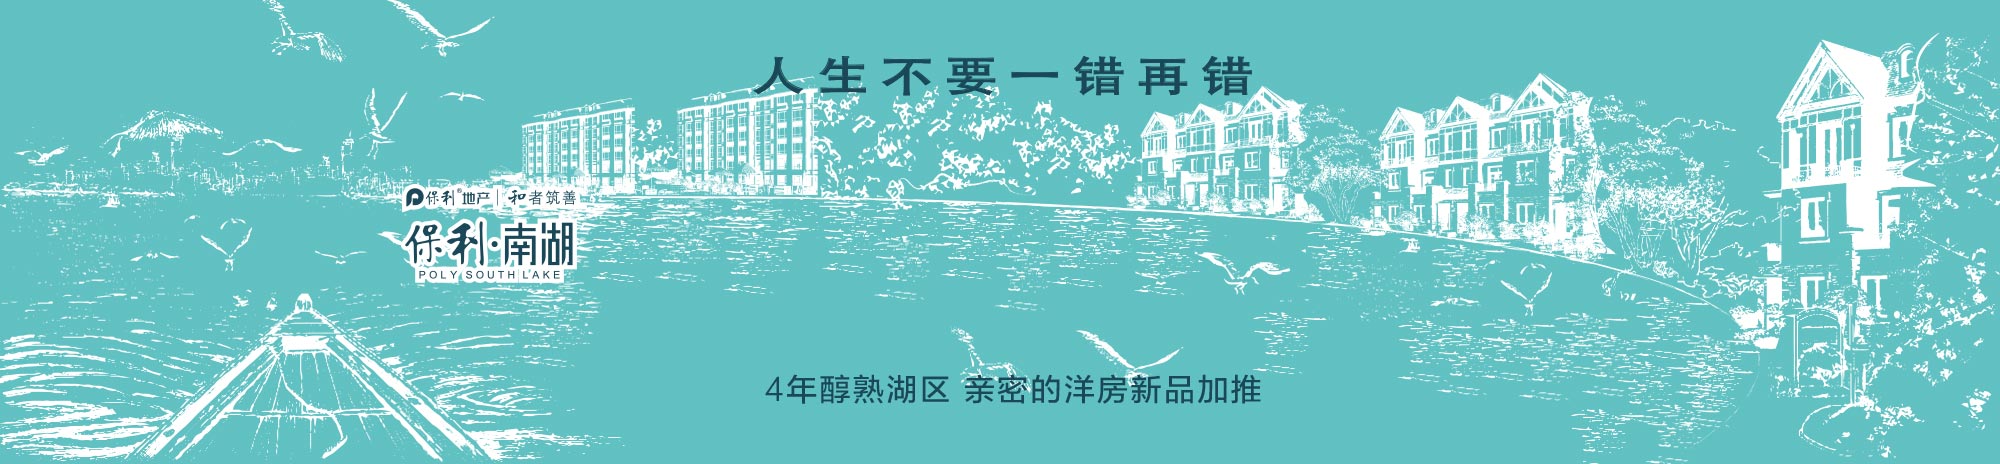 人生不要一错再错
保利®地产 | 和者筑善
保利·南湖
POLY SOUTH LAKE
4年醇熟湖区 亲密的洋房新品加推